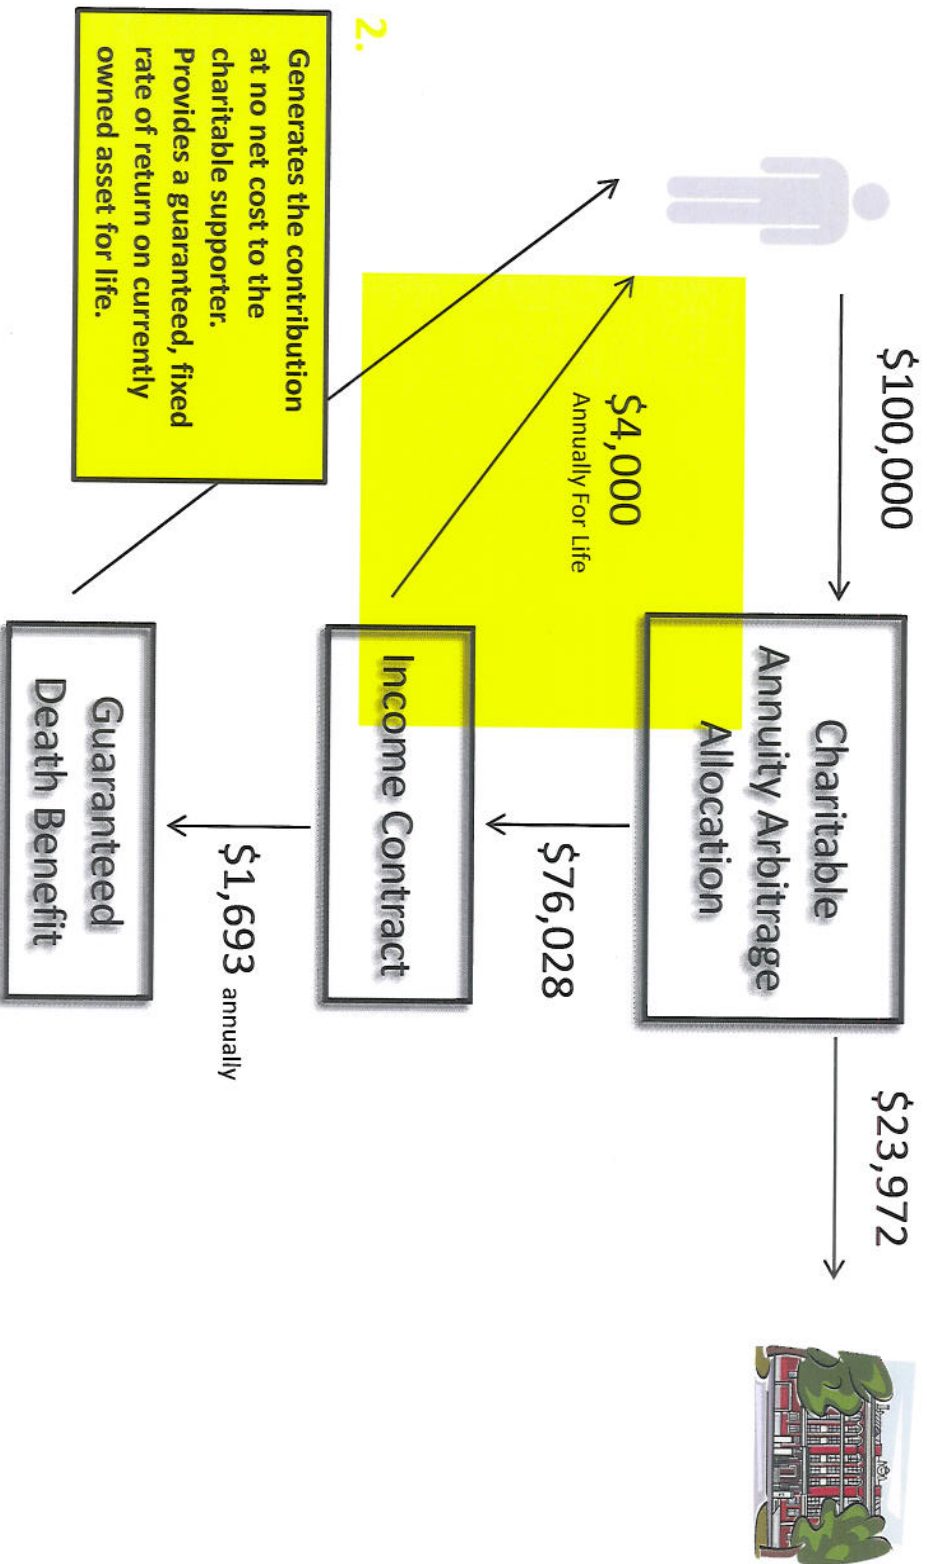 $100,000
Charitable
Annuity Arbitrage
Allocation
$23,972
$4,000
Annually For Life
$76,028
Income Contract
$1,693 annually
Guaranteed
Death Benefit
2.
Generates the contribution
at no net cost to the
charitable supporter.
Provides a guaranteed, fixed
rate of return on currently
owned asset for life.